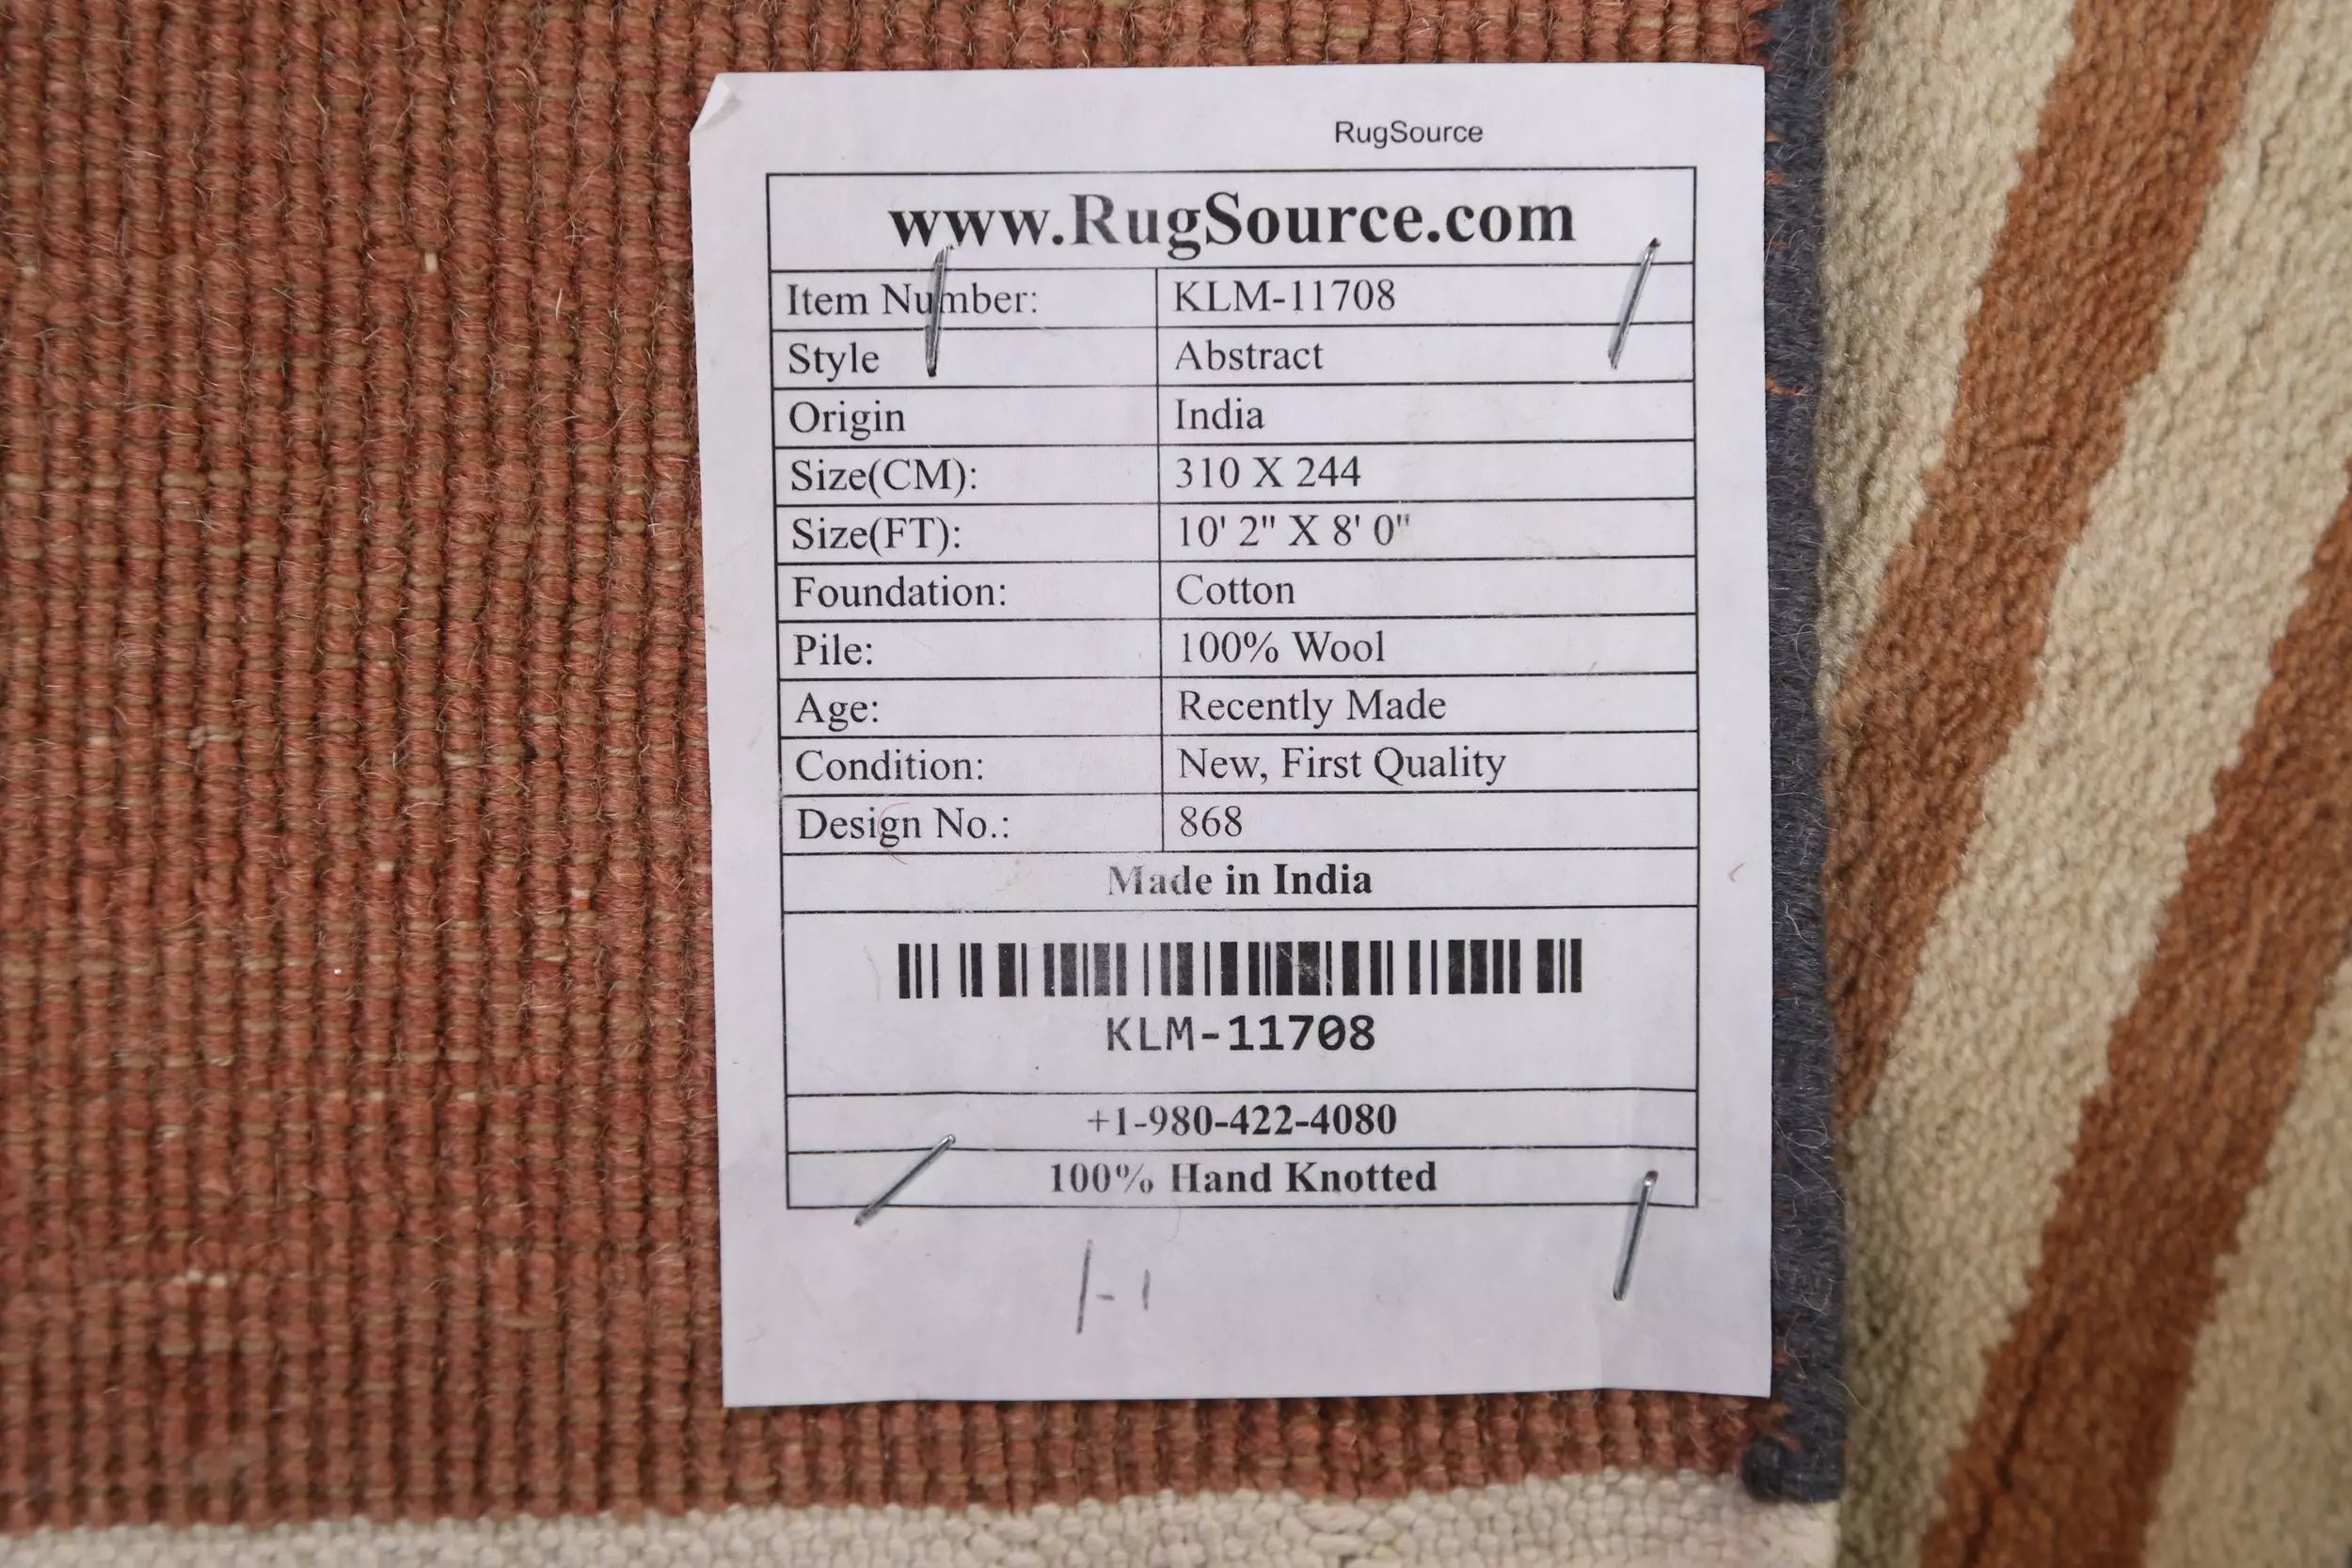 RugSource
www.RugSource.com
Item Number: KLM-11708
Style Abstract
Origin India
Size(CM): 310 X 244
Size(FT): 10' 2" X 8' 0"
Foundation: Cotton
Pile: 100% Wool
Age: Recently Made
Condition: New, First Quality
Design No.: 868
Made in India
KLM-11708
+1-980-422-4080
100% Hand Knotted